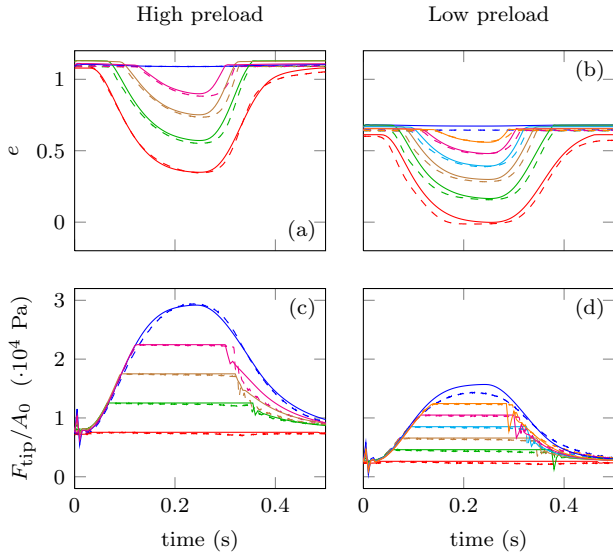 High preload
Low preload
1
0.5
0
e
(a)
(b)
3
2
1
0
F_tip/A_0 (·10^4 Pa)
(c)
(d)
0 0.2 0.4
0 0.2 0.4
time (s)
time (s)